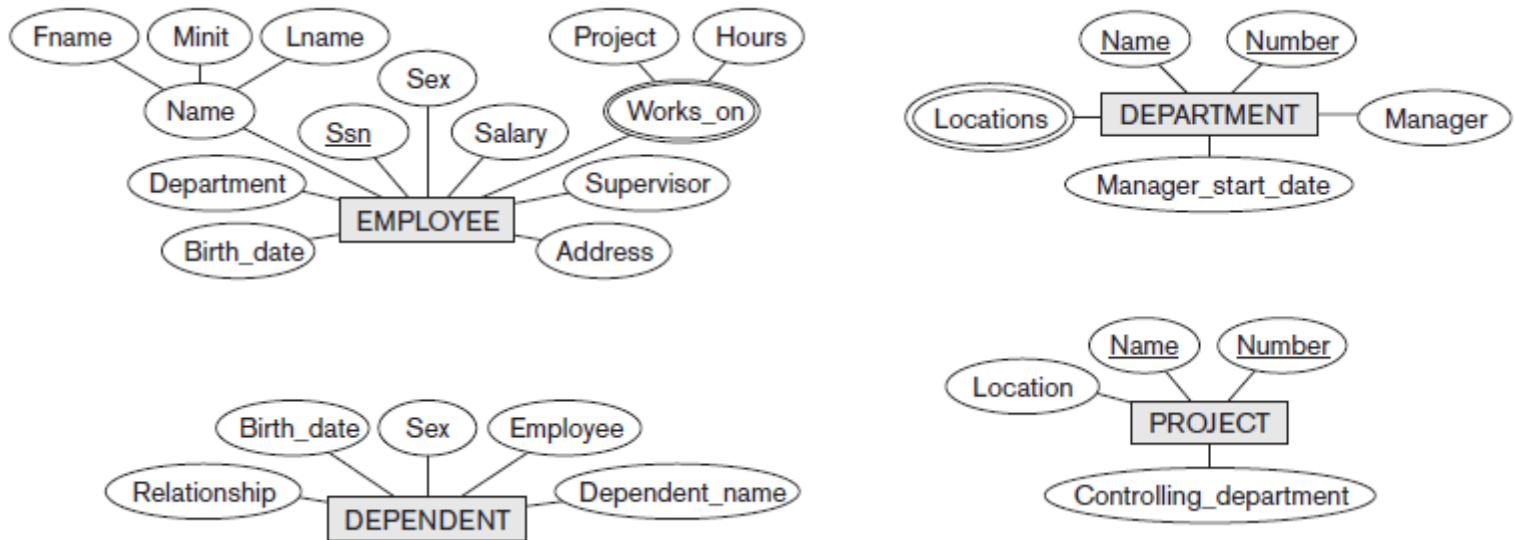 Fname Minit Lname
Name
Sex
Ssn
Salary
Project Hours
Works_on
Department
Supervisor
EMPLOYEE
Birth_date
Address
Name Number
Locations
DEPARTMENT
Manager
Manager_start_date
Birth_date Sex Employee
Relationship
Dependent_name
DEPENDENT
Name Number
Location
PROJECT
Controlling_department